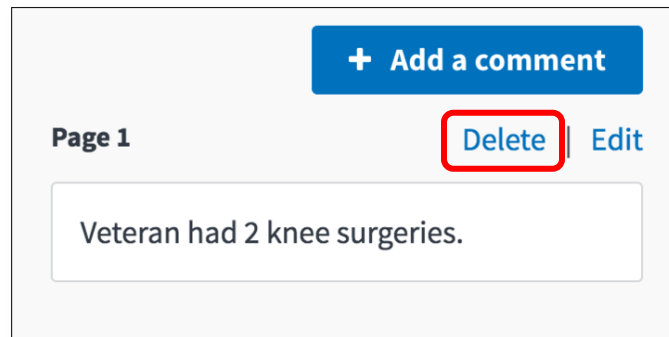 + Add a comment
Page 1 Delete | Edit
Veteran had 2 knee surgeries.